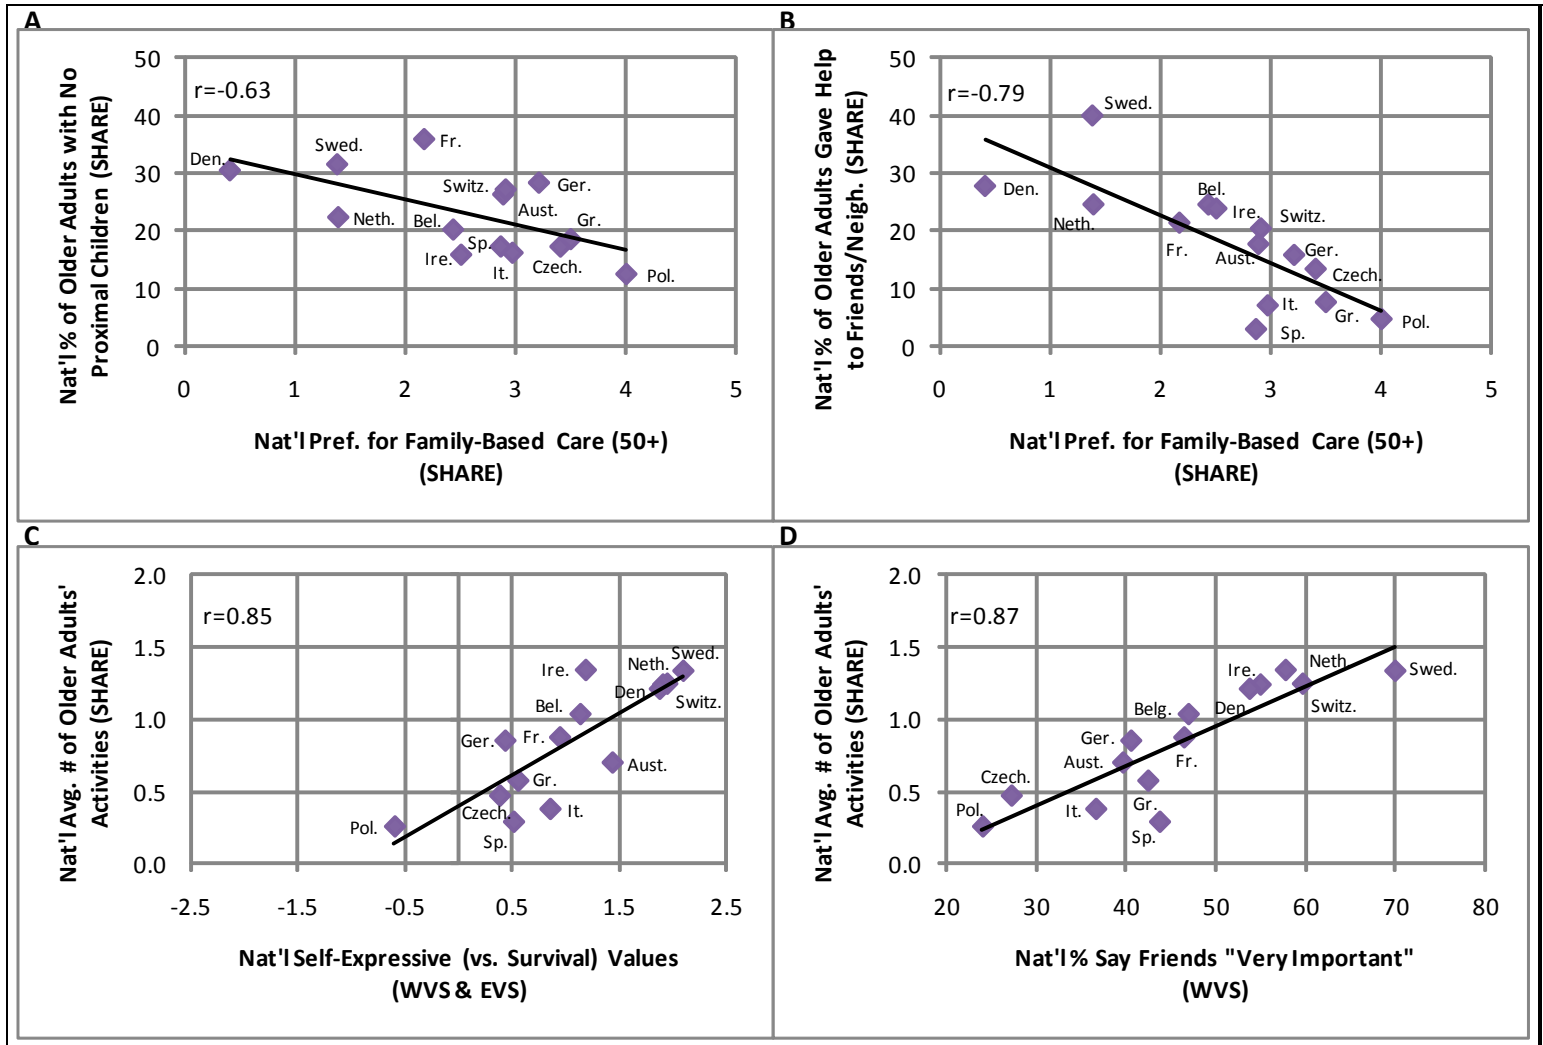 A
Nat'l % of Older Adults with No
Proximal Children (SHARE)
50
40
30
20
10
0
r=-0.63
Den.
Swed.
Fr.
Neth.
Switz.
Ger.
Aust.
Bel.
Gr.
Sp.
Ire.
It.
Czech.
Pol.
0 1 2 3 4 5
Nat'l Pref. for Family-Based Care (50+)
(SHARE)
B
Nat'l % of Older Adults Gave Help
to Friends/Neigh. (SHARE)
50
40
30
20
10
0
r=-0.79
Swed.
Den.
Neth.
Bel.
Ire.
Switz.
Fr.
Aust.
Ger.
Czech.
It.
Gr.
Sp.
Pol.
0 1 2 3 4 5
Nat'l Pref. for Family-Based Care (50+)
(SHARE)
C
Nat'l Avg. # of Older Adults'
Activities (SHARE)
2.0
1.5
1.0
0.5
0.0
r=0.85
Swed.
Ire.
Neth.
Den.
Switz.
Bel.
Ger.
Fr.
Aust.
Gr.
Czech.
It.
Pol.
Sp.
-2.5 -1.5 -0.5 0.5 1.5 2.5
Nat'l Self-Expressive (vs. Survival) Values
(WVS & EVS)
D
Nat'l Avg. # of Older Adults'
Activities (SHARE)
2.0
1.5
1.0
0.5
0.0
r=0.87
Ire.
Neth.
Swed.
Den.
Switz.
Belg.
Ger.
Fr.
Aust.
Czech.
Gr.
It.
Pol.
Sp.
20 30 40 50 60 70 80
Nat'l % Say Friends "Very Important"
(WVS)